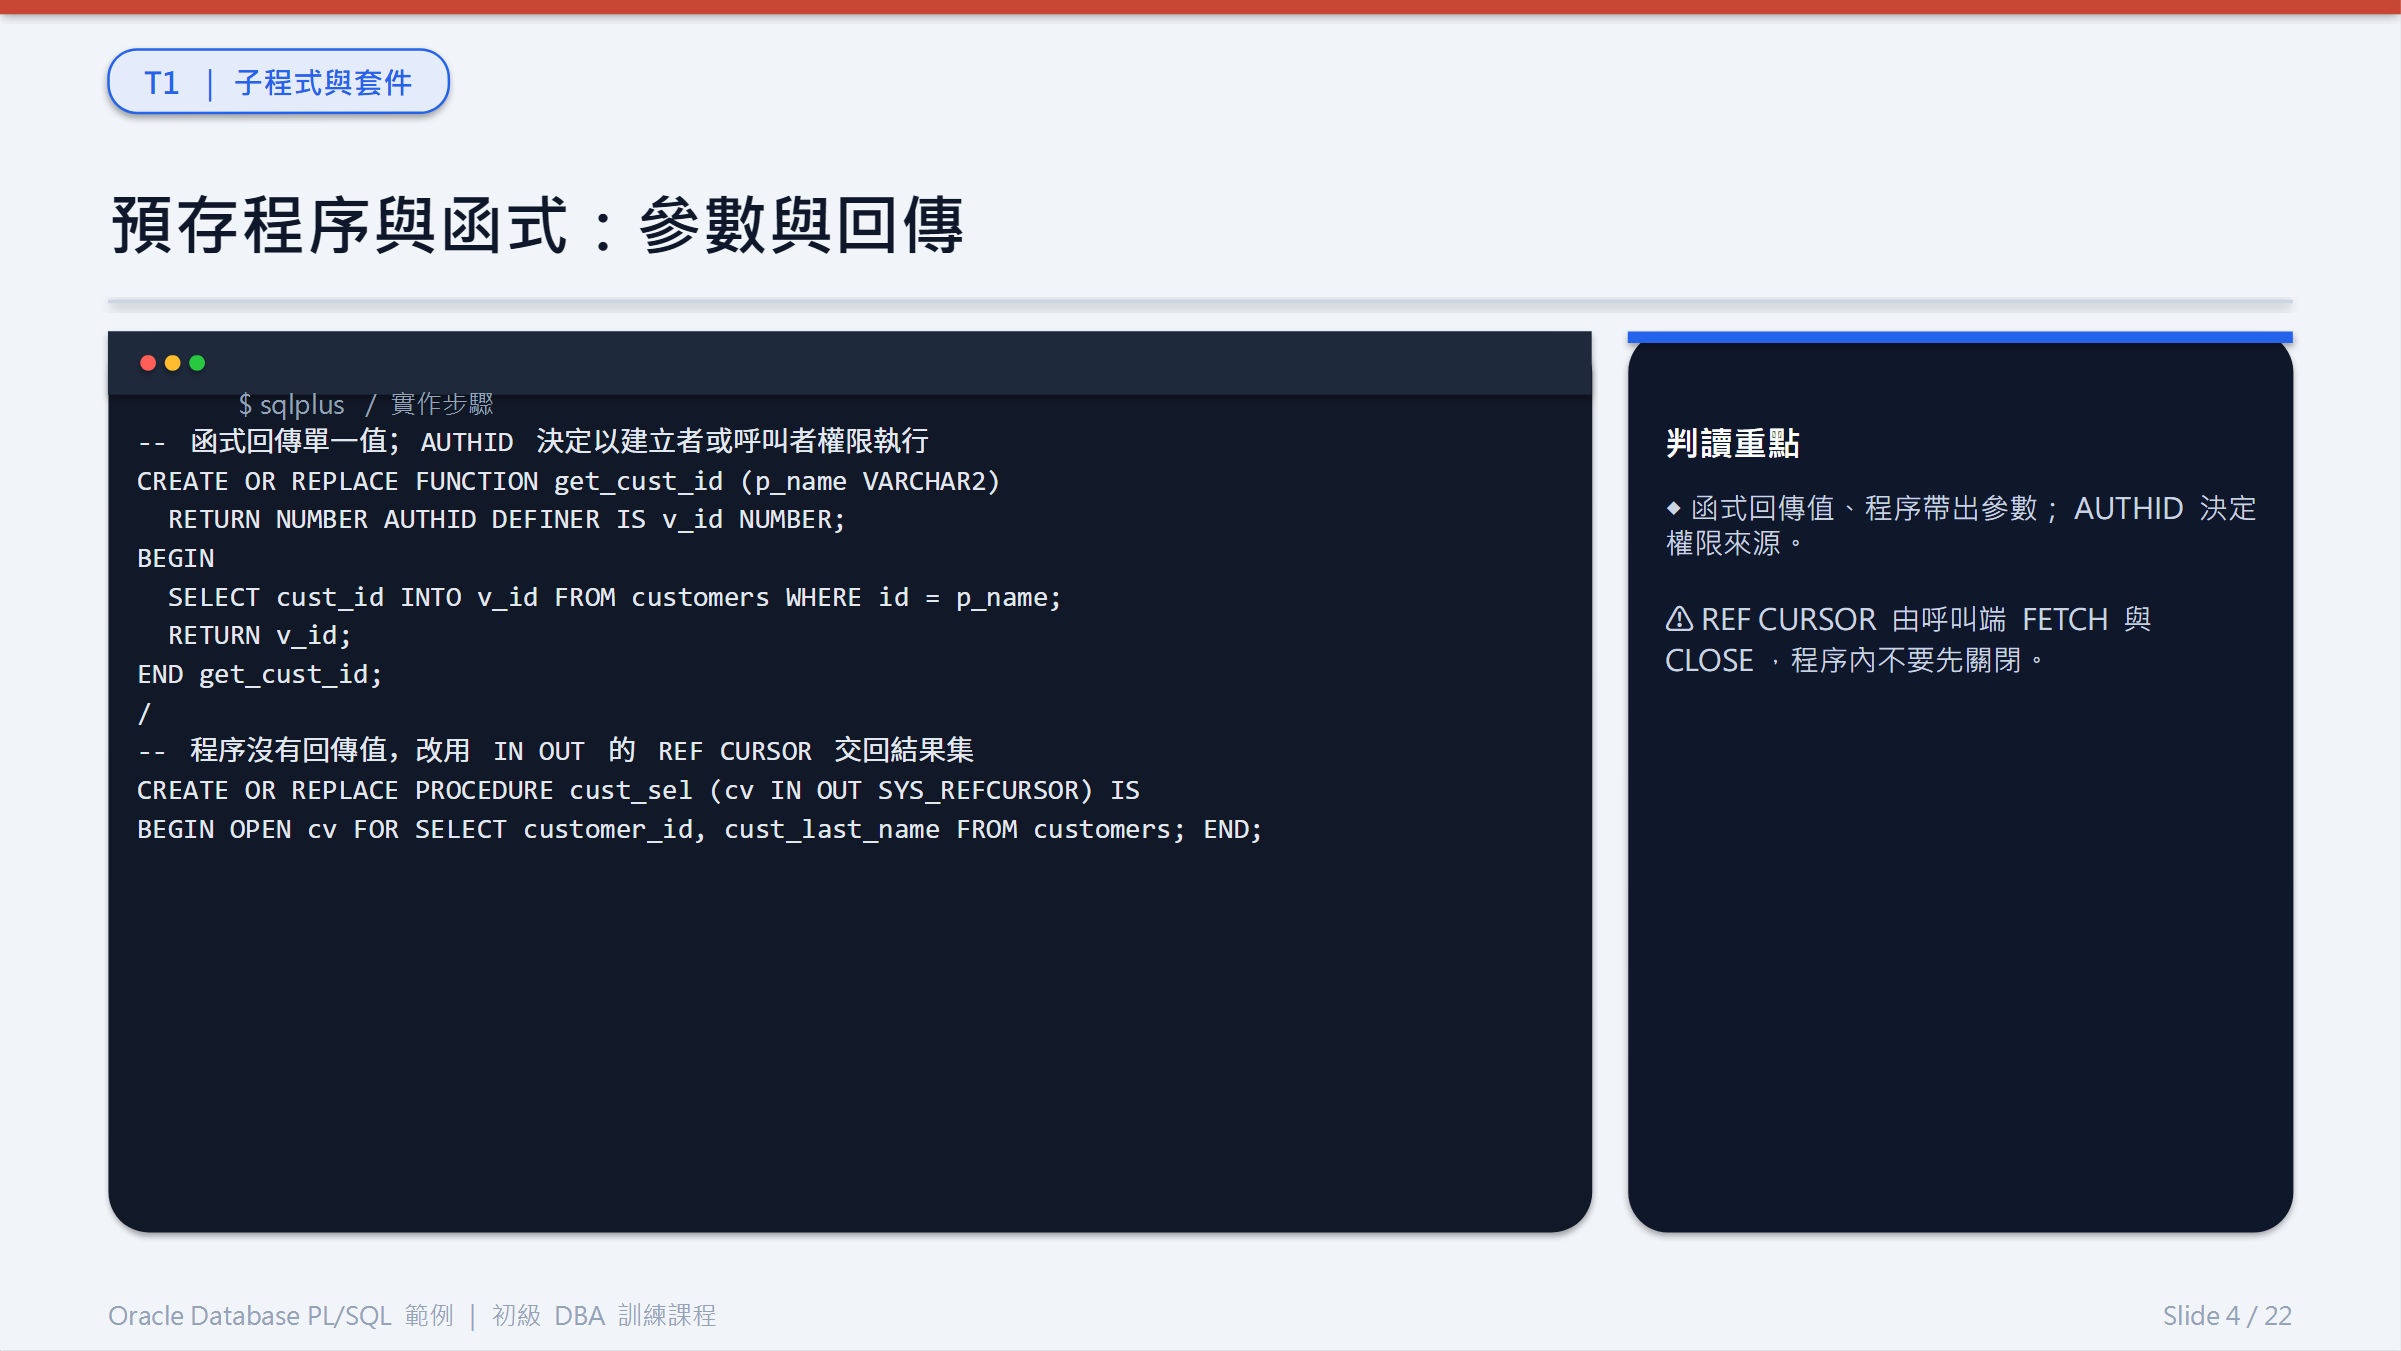 T1 | 子程式與套件
預存程序與函式：參數與回傳
$ sqlplus / 實作步驟
-- 函式回傳單一值; AUTHID 決定以建立者或呼叫者權限執行
CREATE OR REPLACE FUNCTION get_cust_id (p_name VARCHAR2)
  RETURN NUMBER AUTHID DEFINER IS v_id NUMBER;
BEGIN
  SELECT cust_id INTO v_id FROM customers WHERE id = p_name;
  RETURN v_id;
END get_cust_id;
/
-- 程序沒有回傳值, 改用 IN OUT 的 REF CURSOR 交回結果集
CREATE OR REPLACE PROCEDURE cust_sel (cv IN OUT SYS_REFCURSOR) IS
BEGIN OPEN cv FOR SELECT customer_id, cust_last_name FROM customers; END;
判讀重點
◆ 函式回傳值、程序帶出參數；AUTHID 決定
權限來源。
⚠ REF CURSOR 由呼叫端 FETCH 與
CLOSE，程序內不要先關閉。
Oracle Database PL/SQL 範例 | 初級 DBA 訓練課程
Slide 4 / 22